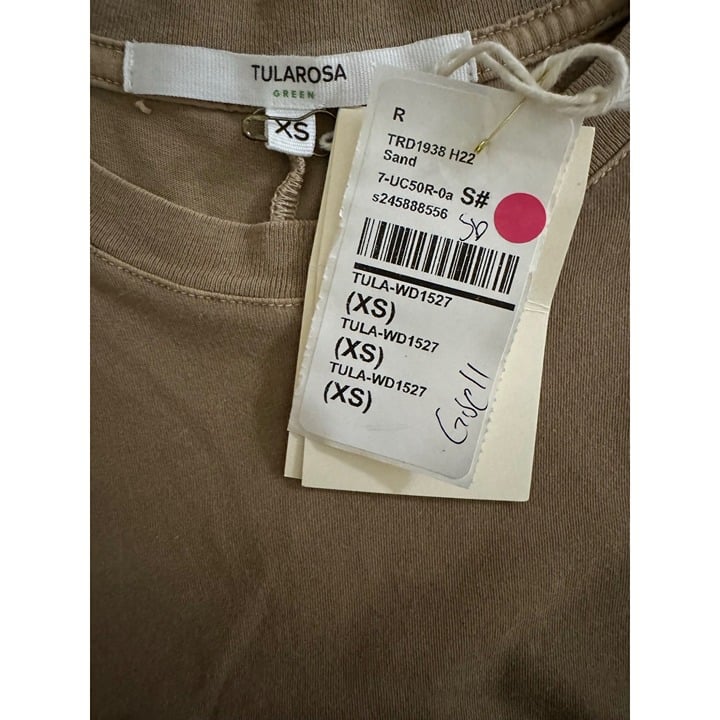 TULAROSA
GREEN
XS
R
TRD1938 H22
Sand
7-UC50R-0a S#
s245888556
TULA-WD1527
(XS)
TULA-WD1527
(XS)
TULA-WD1527
(XS)